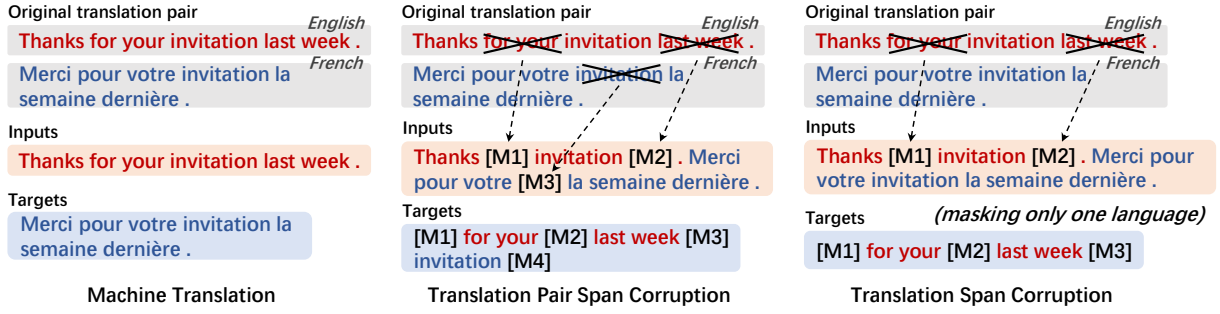 Original translation pair
English
Thanks for your invitation last week .
French
Merci pour votre invitation la
semaine dernière .
Inputs
Thanks for your invitation last week .
Targets
Merci pour votre invitation la
semaine dernière .
Machine Translation
Original translation pair
English
Thanks for your invitation last week .
French
Merci pour votre invitation la
semaine dernière .
Inputs
Thanks [M1] invitation [M2] . Merci
pour votre [M3] la semaine dernière .
Targets
[M1] for your [M2] last week [M3]
invitation [M4]
Translation Pair Span Corruption
Original translation pair
English
Thanks for your invitation last week .
French
Merci pour votre invitation la
semaine dernière .
Inputs
Thanks [M1] invitation [M2] . Merci pour
votre invitation la semaine dernière .
Targets
(masking only one language)
[M1] for your [M2] last week [M3]
Translation Span Corruption